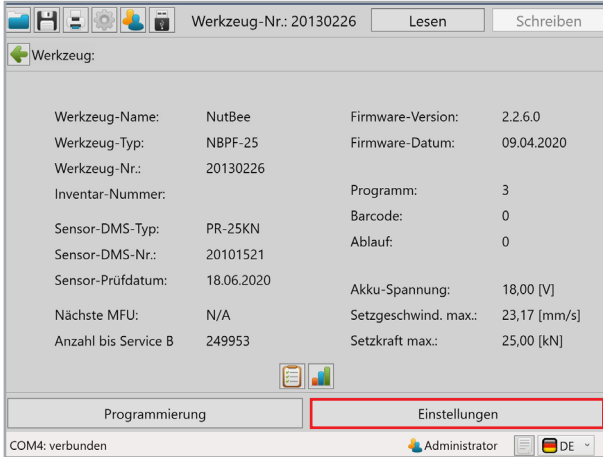 Werkzeug-Nr.: 20130226 Lesen Schreiben
Werkzeug:
Werkzeug-Name: NutBee
Werkzeug-Typ: NBPF-25
Werkzeug-Nr.: 20130226
Inventar-Nummer:
Sensor-DMS-Typ: PR-25KN
Sensor-DMS-Nr.: 20101521
Sensor-Prüfdatum: 18.06.2020
Nächste MFU: N/A
Anzahl bis Service B 249953
Firmware-Version: 2.2.6.0
Firmware-Datum: 09.04.2020
Programm: 3
Barcode: 0
Ablauf: 0
Akku-Spannung: 18,00 [V]
Setzgeschwind. max.: 23,17 [mm/s]
Setzkraft max.: 25,00 [kN]
Programmierung Einstellungen
COM4: verbunden Administrator DE